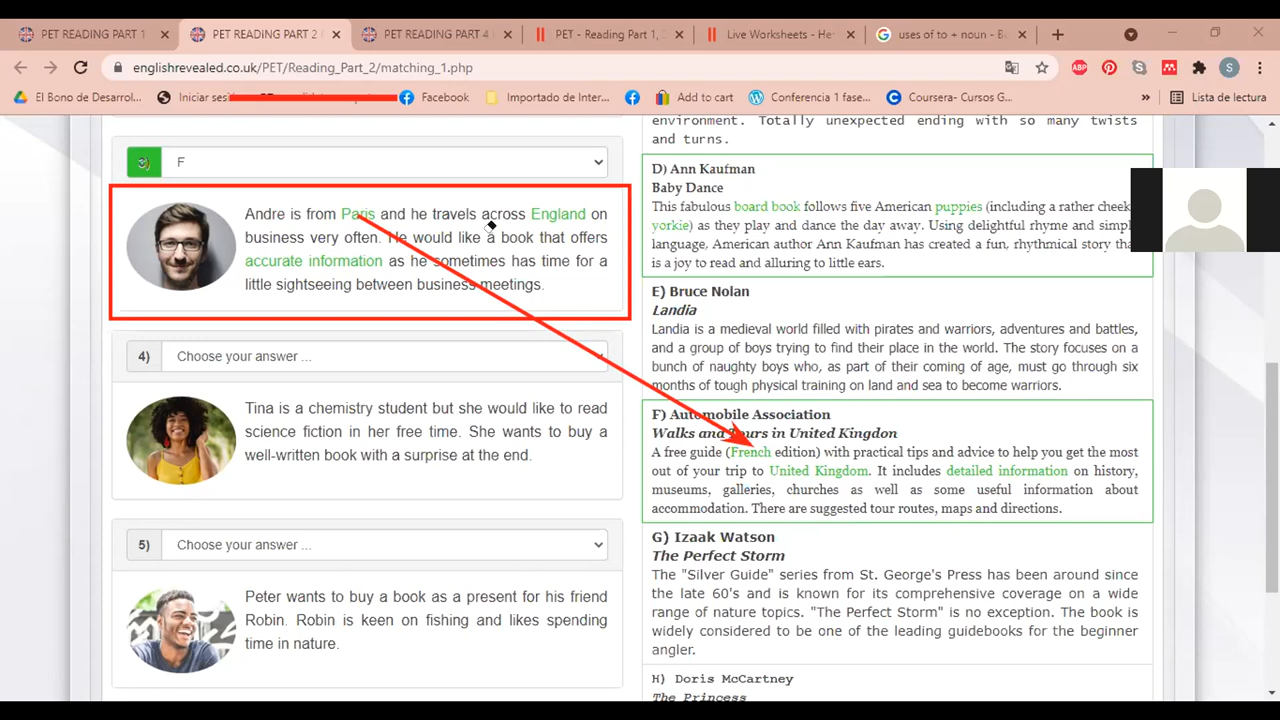 PET READING PART 1
PET READING PART 2
PET READING PART 4
PET - Reading Part 1,
Live Worksheets - He
uses of to + noun - Bu
englishrevealed.co.uk/PET/Reading_Part_2/matching_1.php
ABP
S
El Bono de Desarrol...
Iniciar
Facebook
Importado de Inter...
Add to cart
Conferencia 1 fase...
Coursera- Cursos G...
»
Lista de lectura
3)
F
Andre is from Paris and he travels across England on
business very often. He would like a book that offers
accurate information as he sometimes has time for a
little sightseeing between business meetings.
4)
Choose your answer ...
Tina is a chemistry student but she would like to read
science fiction in her free time. She wants to buy a
well-written book with a surprise at the end.
5)
Choose your answer ...
Peter wants to buy a book as a present for his friend
Robin. Robin is keen on fishing and likes spending
time in nature.
environment. Totally unexpected ending with so many twists
and turns.
D) Ann Kaufman
Baby Dance
This fabulous board book follows five American puppies (including a rather cheek
yorkie) as they play and dance the day away. Using delightful rhyme and simpl
language, American author Ann Kaufman has created a fun, rhythmical story tha
is a joy to read and alluring to little ears.
E) Bruce Nolan
Landia
Landia is a medieval world filled with pirates and warriors, adventures and battles,
and a group of boys trying to find their place in the world. The story focuses on a
bunch of naughty boys who, as part of their coming of age, must go through six
months of tough physical training on land and sea to become warriors.
F) Automobile Association
Walks and Tours in United Kingdon
A free guide (French edition) with practical tips and advice to help you get the most
out of your trip to United Kingdom. It includes detailed information on history,
museums, galleries, churches as well as some useful information about
accommodation. There are suggested tour routes, maps and directions.
G) Izaak Watson
The Perfect Storm
The "Silver Guide" series from St. George's Press has been around since
the late 60's and is known for its comprehensive coverage on a wide
range of nature topics. "The Perfect Storm" is no exception. The book is
widely considered to be one of the leading guidebooks for the beginner
angler.
H) Doris McCartney
The Princess